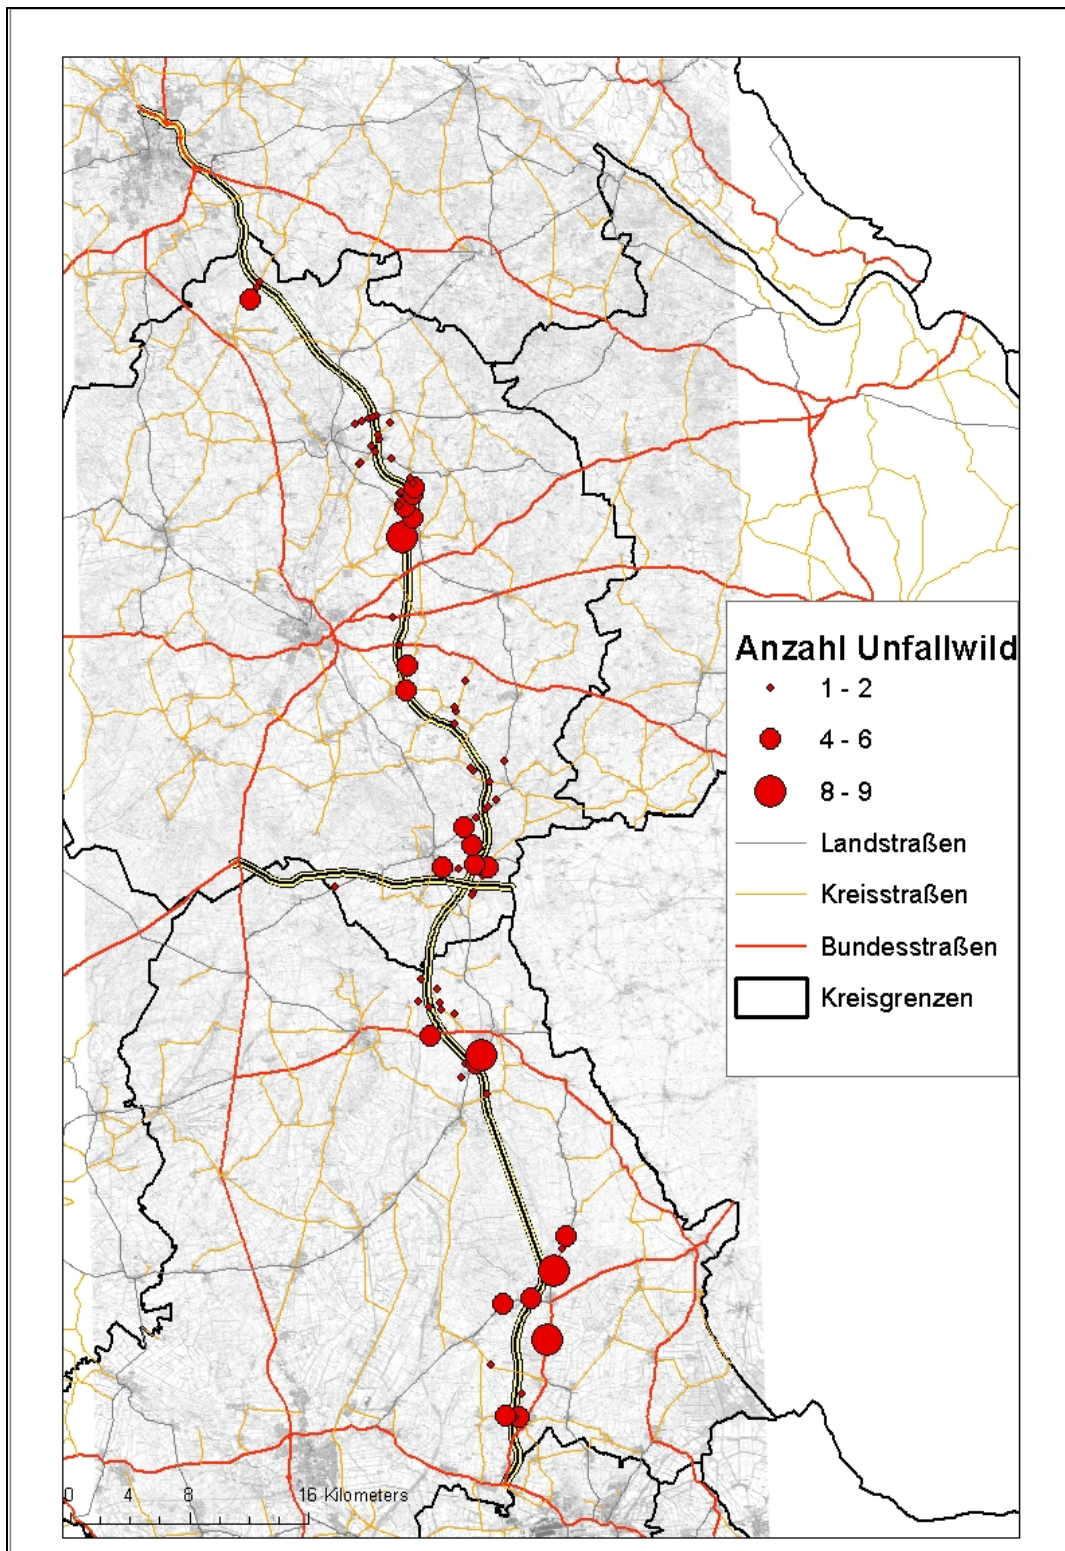 Anzahl Unfallwild
1 - 2
4 - 6
8 - 9
Landstraßen
Kreisstraßen
Bundesstraßen
Kreisgrenzen
0 4 8 16 Kilometers